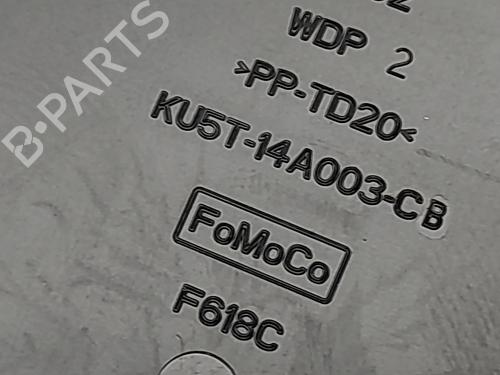 WDP 2
>PP-TD20<
KU5T-14A003-CB
FoMoCo
F618C
B-PARTS